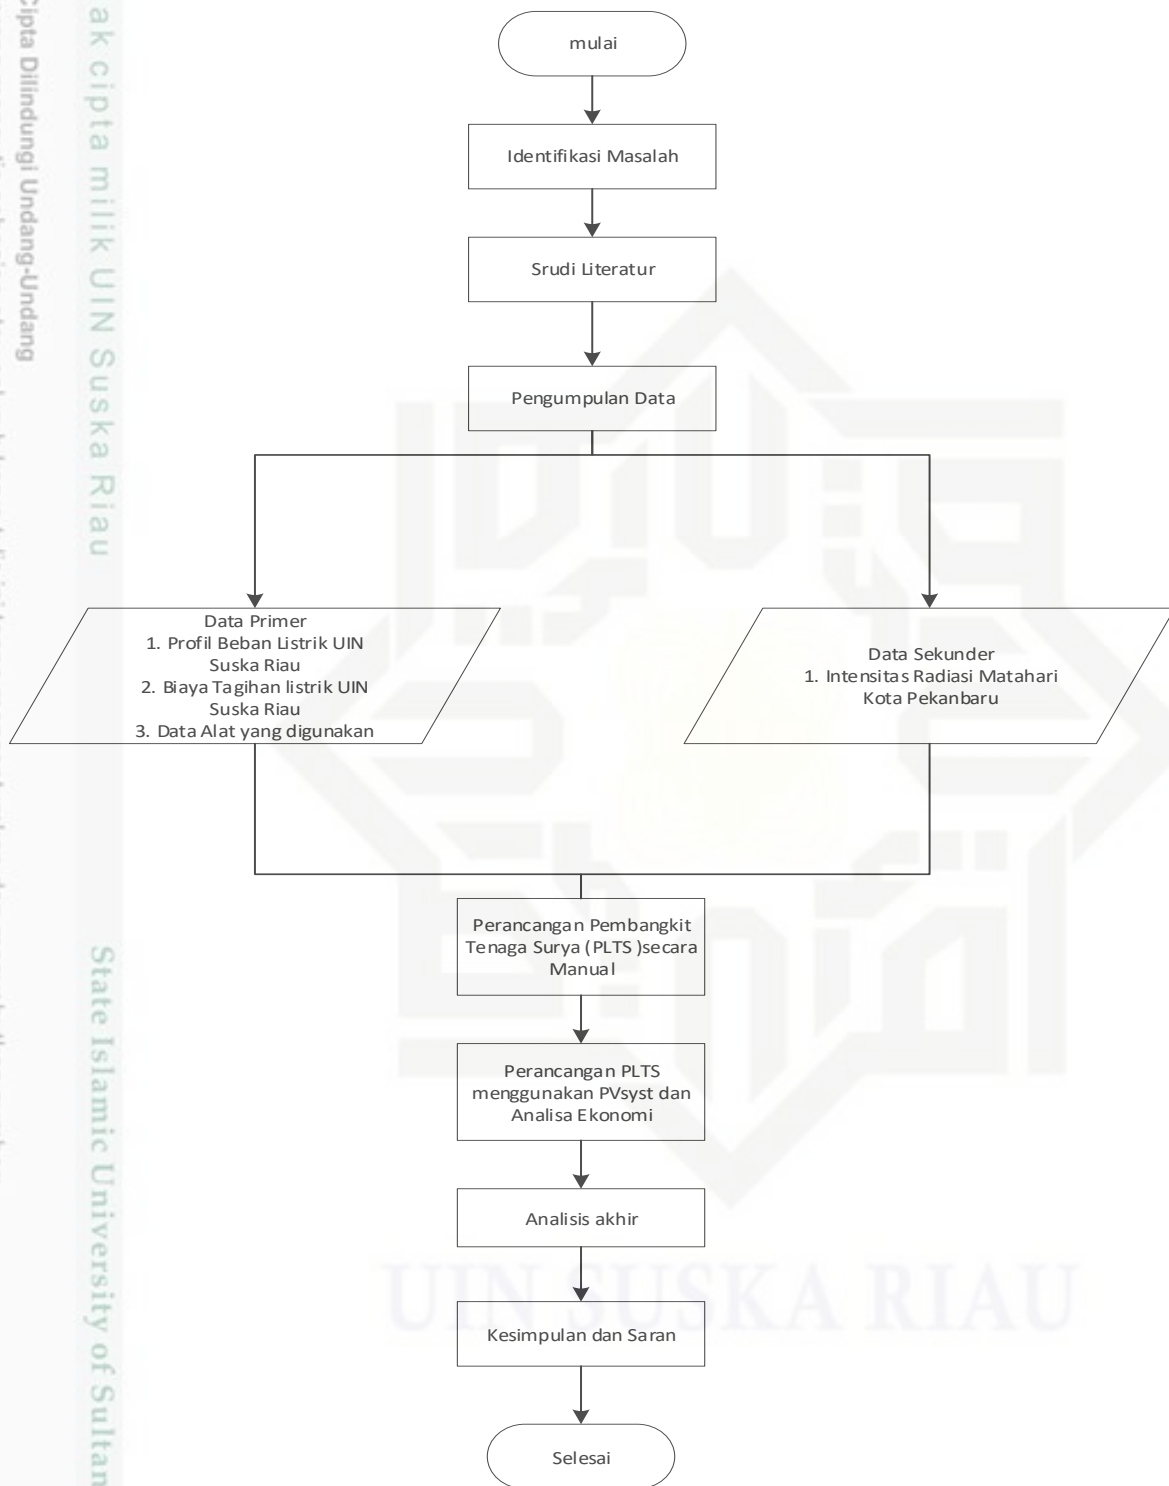 mulai
Identifikasi Masalah
Srudi Literatur
Pengumpulan Data
Data Primer
1. Profil Beban Listrik UIN
Suska Riau
2. Biaya Tagihan listrik UIN
Suska Riau
3. Data Alat yang digunakan
Data Sekunder
1. Intensitas Radiasi Matahari
Kota Pekanbaru
Perancangan Pembangkit
Tenaga Surya (PLTS )secara
Manual
Perancangan PLTS
menggunakan PVsyst dan
Analisa Ekonomi
Analisis akhir
Kesimpulan dan Saran
Selesai
UIN SUSKA RIAU
ak cipta milik UIN Suska Riau
State Islamic University of Sultan
Cipta Dilindungi Undang-Undang